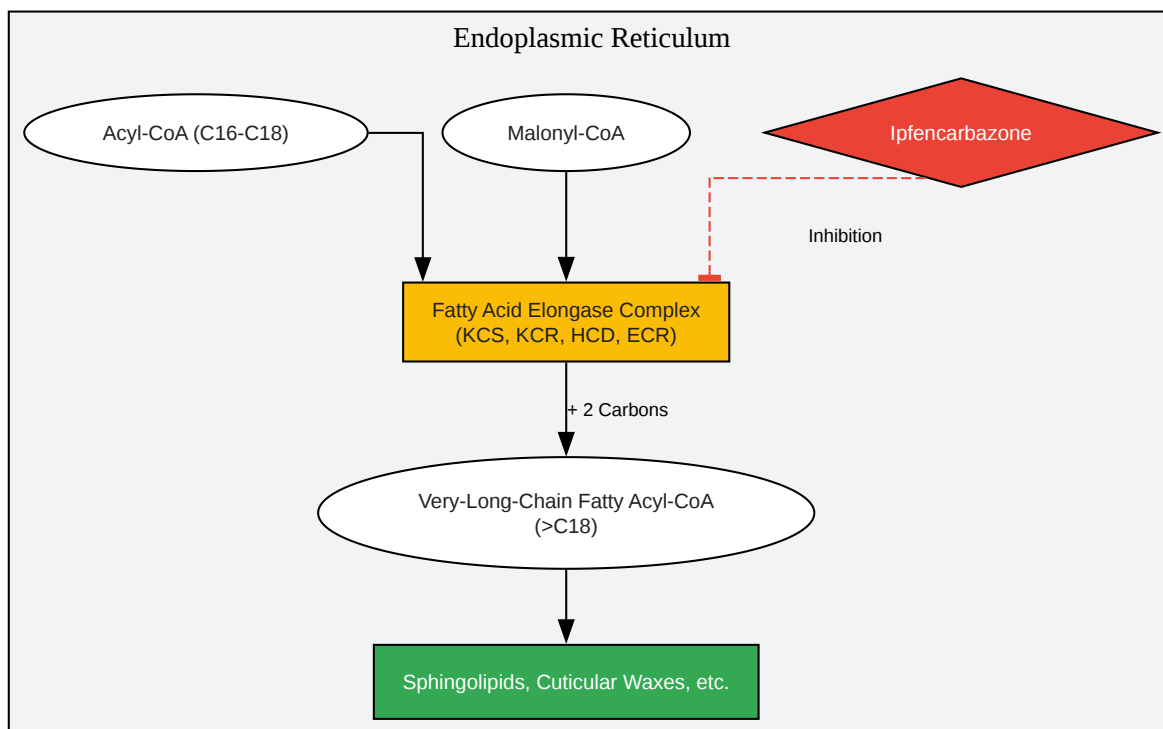 Endoplasmic Reticulum
Acyl-CoA (C16-C18)
Malonyl-CoA
Ipfencarbazone
Inhibition
Fatty Acid Elongase Complex
(KCS, KCR, HCD, ECR)
+ 2 Carbons
Very-Long-Chain Fatty Acyl-CoA
(>C18)
Sphingolipids, Cuticular Waxes, etc.